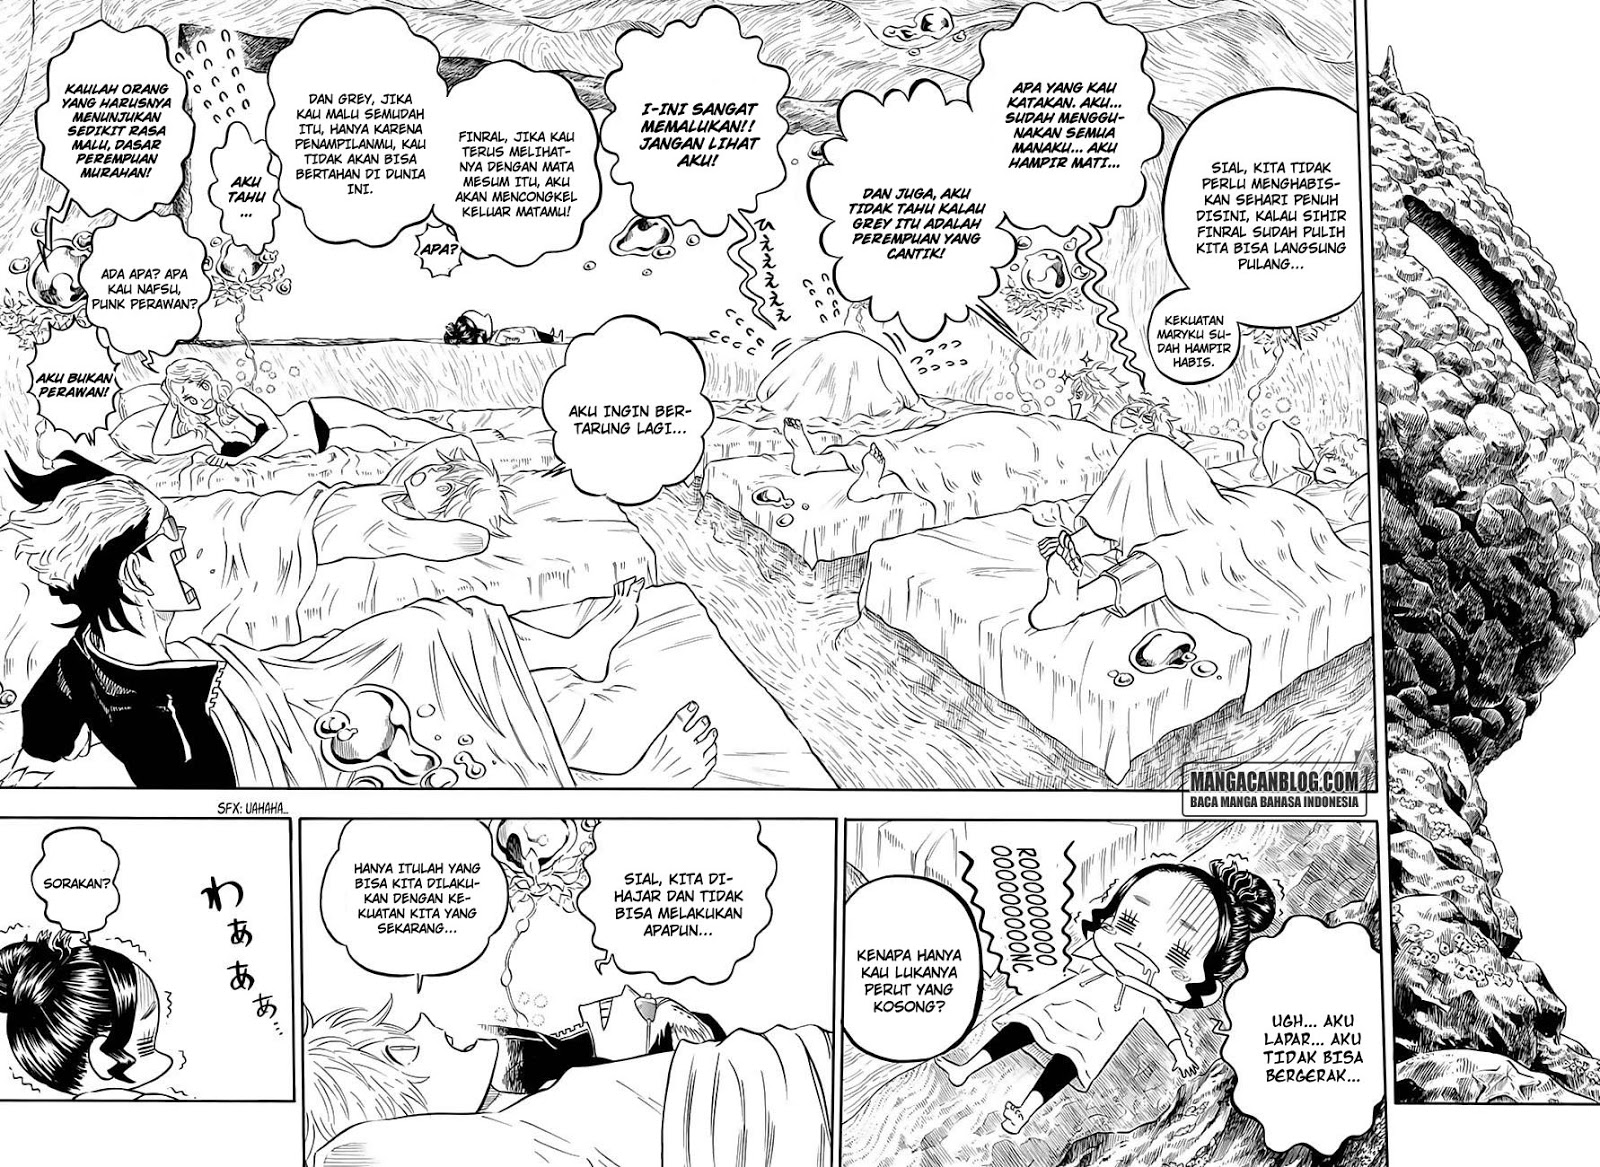 SIAL, KITA TIDAK
PERLU MENGHABIS-
KAN SEHARI PENUH
DISINI, KALAU SIHIR
FINRAL SUDAH PULIH
KITA BISA LANGSUNG
PULANG...
KEKUATAN
MARYKU SU-
DAH HAMPIR
HABIS.
APA YANG KAU
KATAKAN. AKU...
SUDAH MENGGU-
NAKAN SEMUA
MANAKU... AKU
HAMPIR MATI...
DAN JUGA, AKU
TIDAK TAHU KALAU
GREY ITU ADALAH
PEREMPUAN YANG
CANTIK!
I-INI SANGAT
MEMALUKAN!!
JANGAN LIHAT
AKU!
ひぇぇぇぇぇ
FINRAL, JIKA KAU
TERUS MELIHAT-
NYA DENGAN MATA
MESUM ITU, AKU
AKAN MENCONGKEL
KELUAR MATAMU!
APA?
DAN GREY, JIKA
KAU MALU SEMUDAH
ITU, HANYA KARENA
PENAMPILANMU, KAU
TIDAK AKAN BISA
BERTAHAN DI DUNIA
INI.
AKU
TAHU
...
KAULAH ORANG
YANG HARUSNYA
MENUNJUKAN
SEDIKIT RASA
MALU, DASAR
PEREMPUAN
MURAHAN!
ADA APA? APA
KAU NAFSU,
PUNK PERAWAN?
AKU BUKAN
PERAWAN!
AKU INGIN BER-
TARUNG LAGI...
MANGACANBLOG.COM
BACA MANGA BAHASA INDONESIA
UGH... AKU
LAPAR... AKU
TIDAK BISA
BERGERAK...
ROOOOOOOO
OOOOOOOONG
KENAPA HANYA
KAU LUKANYA
PERUT YANG
KOSONG?
SIAL, KITA DI-
HAJAR DAN TIDAK
BISA MELAKUKAN
APAPUN...
HANYA ITULAH YANG
BISA KITA DILAKU-
KAN DENGAN KE-
KUATAN KITA YANG
SEKARANG...
SFX: UAHAHA...
わぁぁぁ...
SORAKAN?